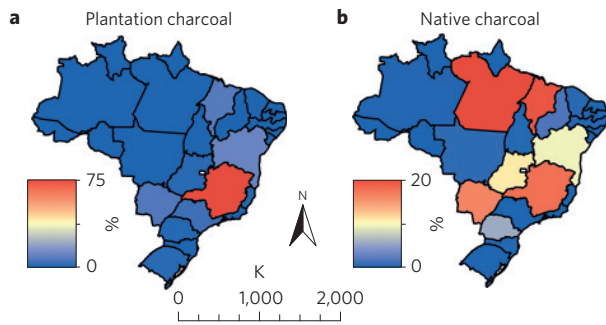 a Plantation charcoal
75
%
0
N
K
0 1,000 2,000
b Native charcoal
20
%
0